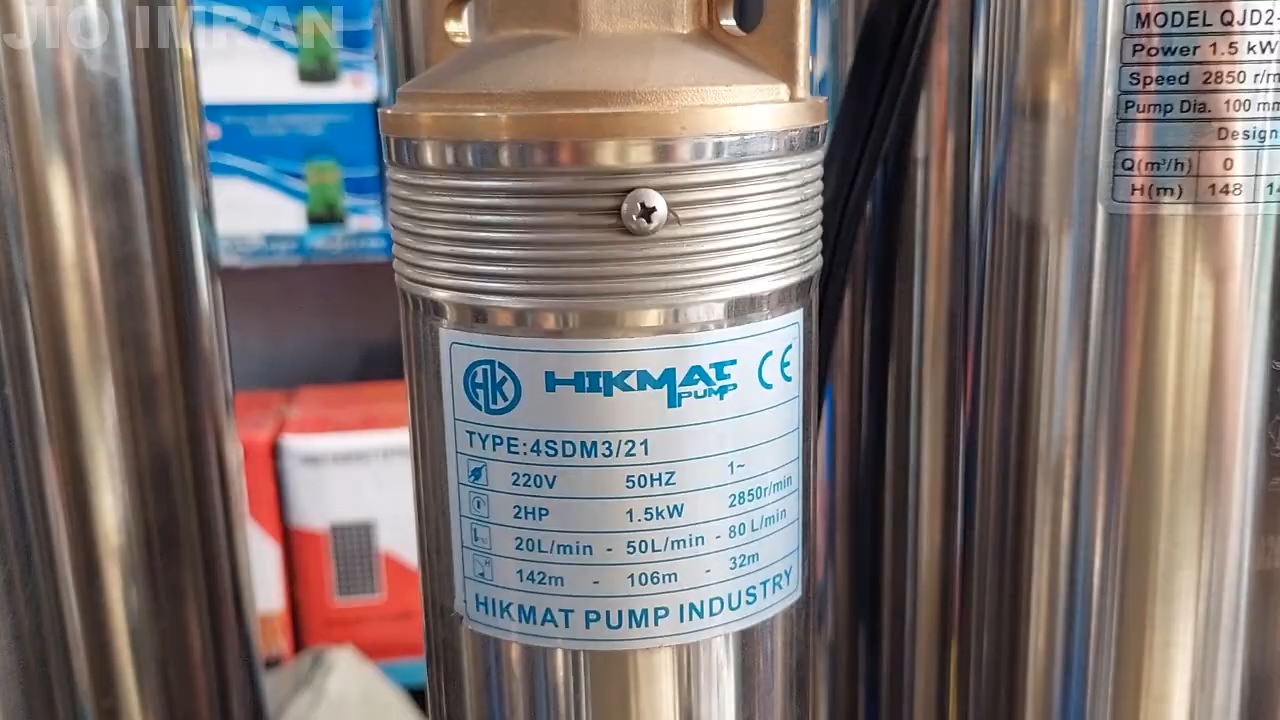 JIO IMRAN
HK HIKMAT PUMP CE
TYPE:4SDM3/21
220V 50HZ 1~
2HP 1.5kW 2850r/min
20L/min - 50L/min - 80 L/min
142m - 106m - 32m
HIKMAT PUMP INDUSTRY
MODEL QJD2-
Power 1.5 kW
Speed 2850 r/m
Pump Dia. 100 mm
Design
Q(m³/h) 0
H(m) 148 14